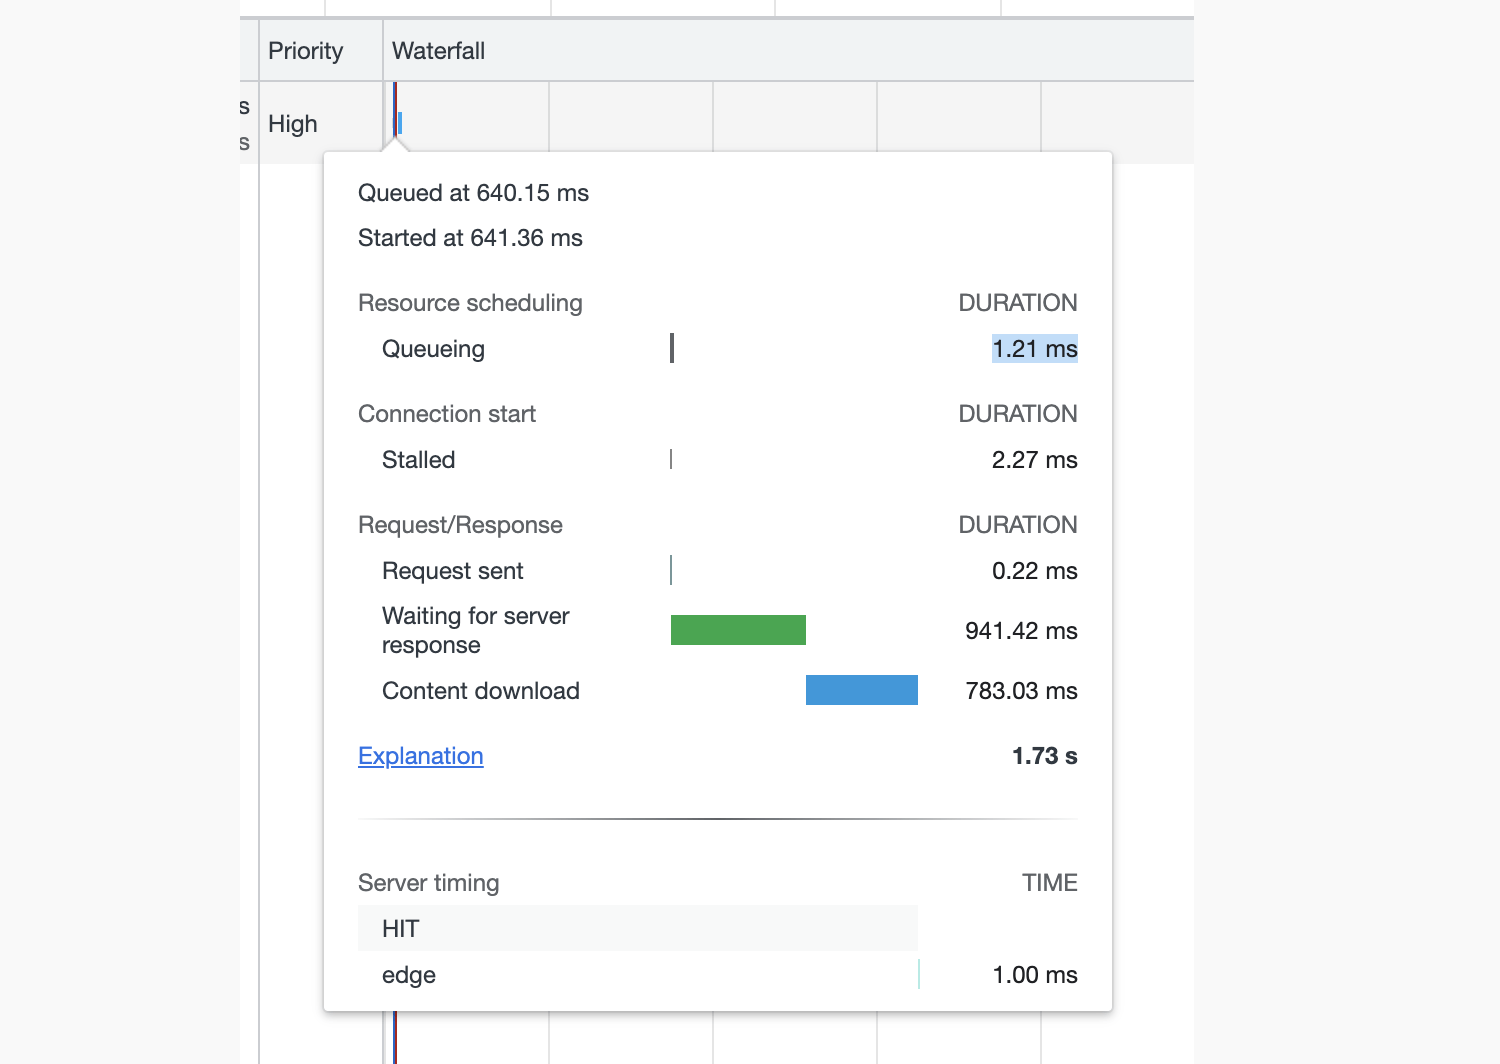 Priority Waterfall
s
High
s
Queued at 640.15 ms
Started at 641.36 ms
Resource scheduling DURATION
Queueing 1.21 ms
Connection start DURATION
Stalled 2.27 ms
Request/Response DURATION
Request sent 0.22 ms
Waiting for server
response 941.42 ms
Content download 783.03 ms
Explanation 1.73 s
Server timing TIME
HIT
edge 1.00 ms